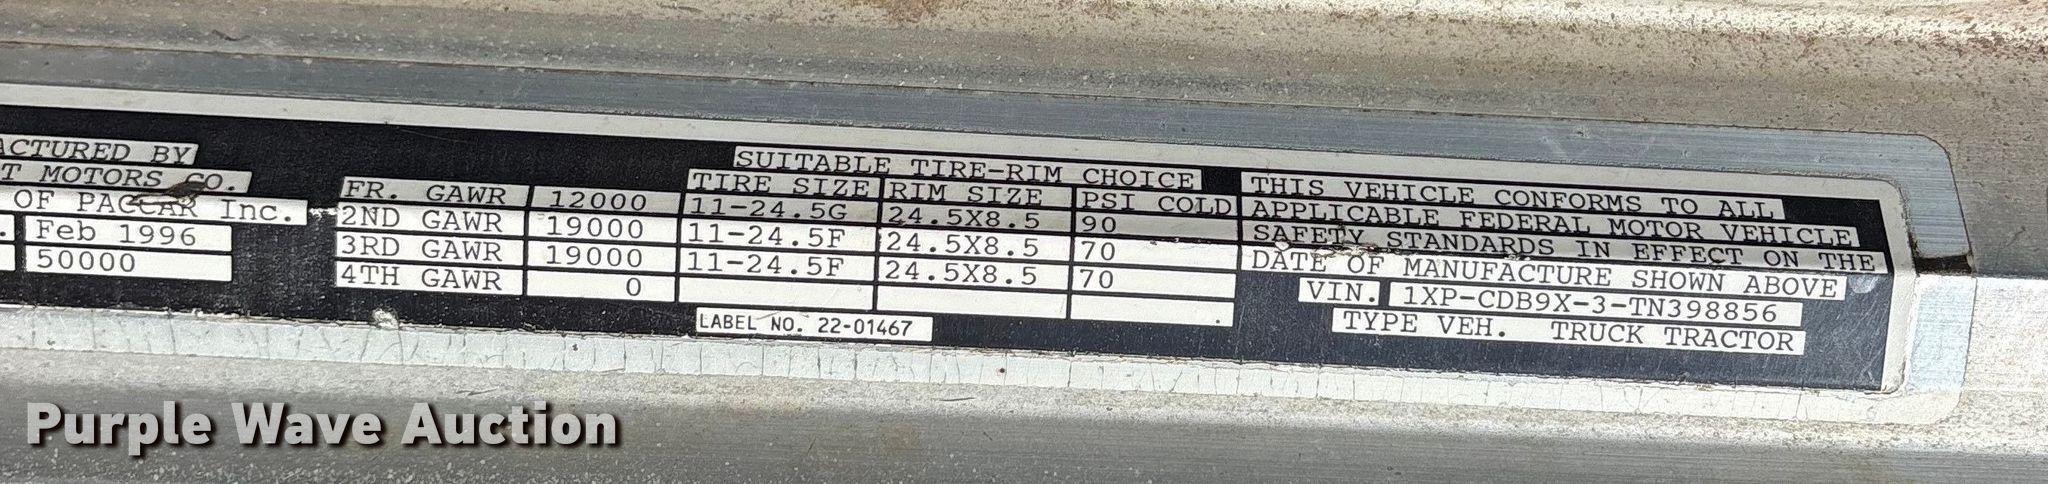 ACTURED BY
T MOTORS CO.
OF PACCAR Inc.
Feb 1996
50000
SUITABLE TIRE-RIM CHOICE
TIRE SIZE RIM SIZE PSI COLD
FR. GAWR 12000 11-24.5G 24.5X8.5 90
2ND GAWR 19000 11-24.5F 24.5X8.5 70
3RD GAWR 19000 11-24.5F 24.5X8.5 70
4TH GAWR 0
LABEL NO. 22-01467
THIS VEHICLE CONFORMS TO ALL
APPLICABLE FEDERAL MOTOR VEHICLE
SAFETY STANDARDS IN EFFECT ON THE
DATE OF MANUFACTURE SHOWN ABOVE
VIN. 1XP-CDB9X-3-TN398856
TYPE VEH. TRUCK TRACTOR
Purple Wave Auction